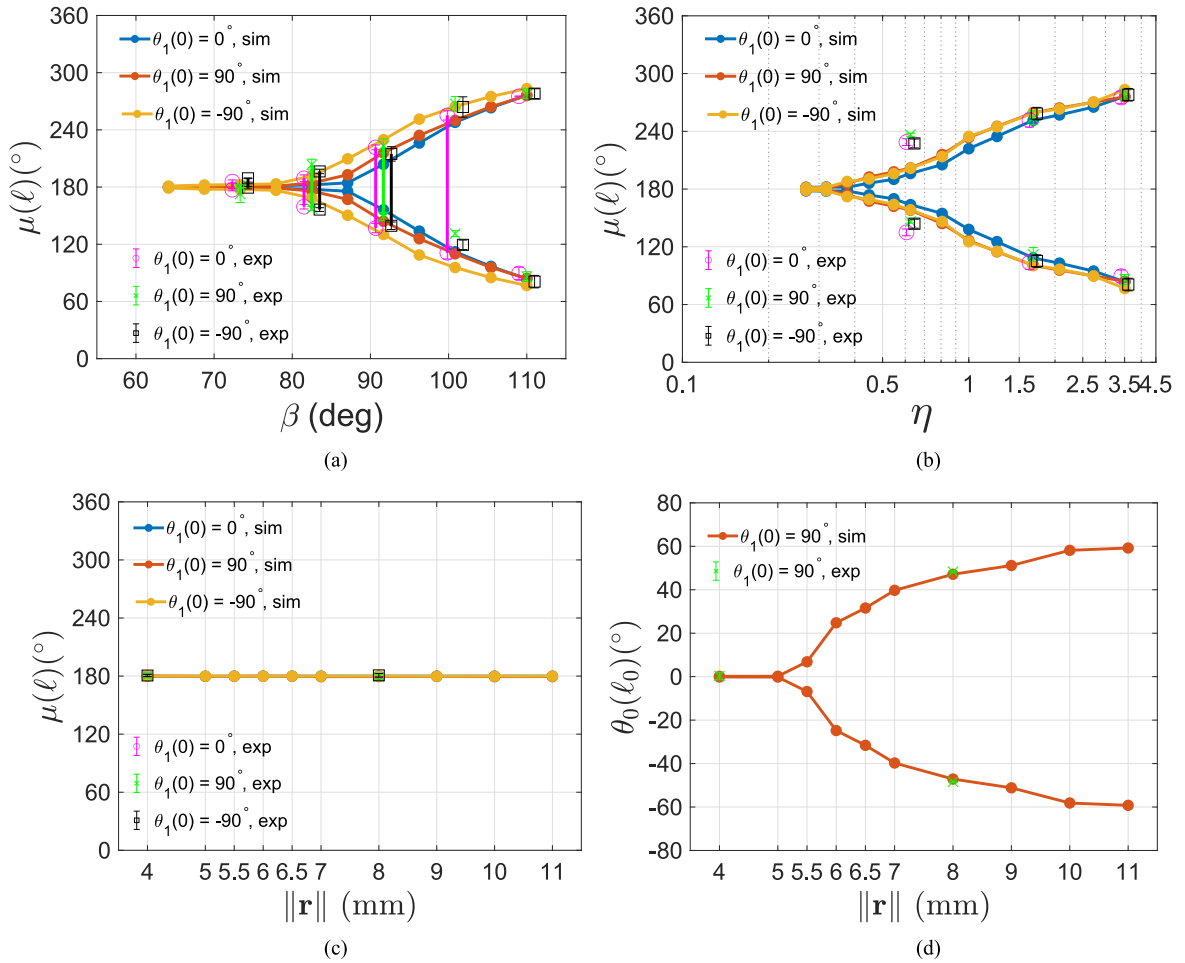 360
300
240
180
120
60
0
μ(ℓ)(°)
θ1(0) = 0°, sim
θ1(0) = 90°, sim
θ1(0) = -90°, sim
θ1(0) = 0°, exp
θ1(0) = 90°, exp
θ1(0) = -90°, exp
60 70 80 90 100 110
β (deg)
(a)
360
300
240
180
120
60
0
μ(ℓ)(°)
θ1(0) = 0°, sim
θ1(0) = 90°, sim
θ1(0) = -90°, sim
θ1(0) = 0°, exp
θ1(0) = 90°, exp
θ1(0) = -90°, exp
0.1 0.5 1 1.5 2.5 3.5 4.5
η
(b)
360
300
240
180
120
60
0
μ(ℓ)(°)
θ1(0) = 0°, sim
θ1(0) = 90°, sim
θ1(0) = -90°, sim
θ1(0) = 0°, exp
θ1(0) = 90°, exp
θ1(0) = -90°, exp
4 5 5.5 6 6.5 7 8 9 10 11
‖r‖ (mm)
(c)
80
60
40
20
0
-20
-40
-60
-80
θ0(ℓ0)(°)
θ1(0) = 90°, sim
θ1(0) = 90°, exp
4 5 5.5 6 6.5 7 8 9 10 11
‖r‖ (mm)
(d)